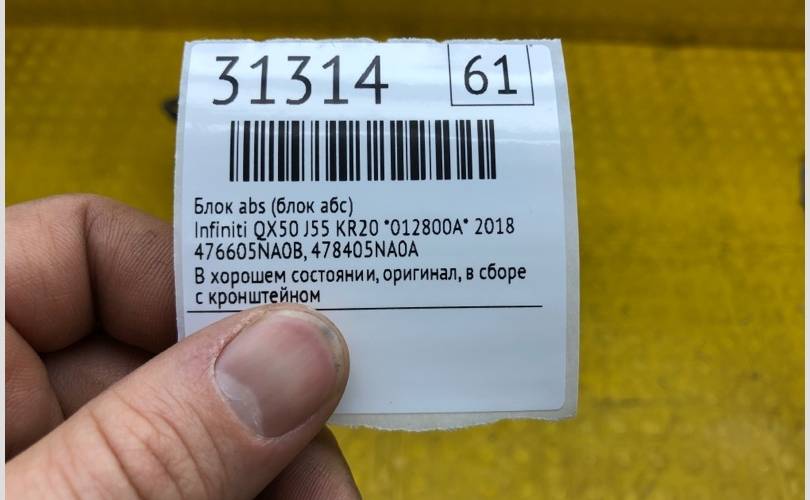 31314
61
Блок abs (блок абс)
Infiniti QX50 J55 KR20 *012800A* 2018
476605NA0B, 478405NA0A
В хорошем состоянии, оригинал, в сборе
с кронштейном